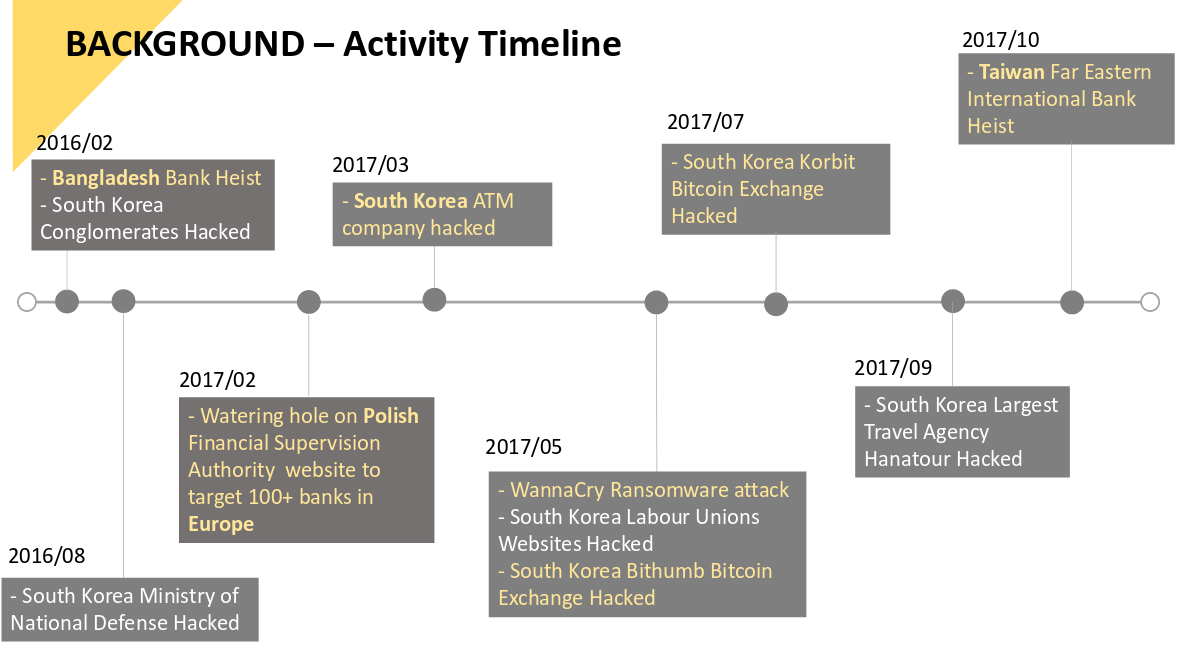 BACKGROUND – Activity Timeline
2016/02
- Bangladesh Bank Heist
- South Korea
Conglomerates Hacked
2016/08
- South Korea Ministry of
National Defense Hacked
2017/02
- Watering hole on Polish
Financial Supervision
Authority website to
target 100+ banks in
Europe
2017/03
- South Korea ATM
company hacked
2017/05
- WannaCry Ransomware attack
- South Korea Labour Unions
Websites Hacked
- South Korea Bithumb Bitcoin
Exchange Hacked
2017/07
- South Korea Korbit
Bitcoin Exchange
Hacked
2017/09
- South Korea Largest
Travel Agency
Hanatour Hacked
2017/10
- Taiwan Far Eastern
International Bank
Heist